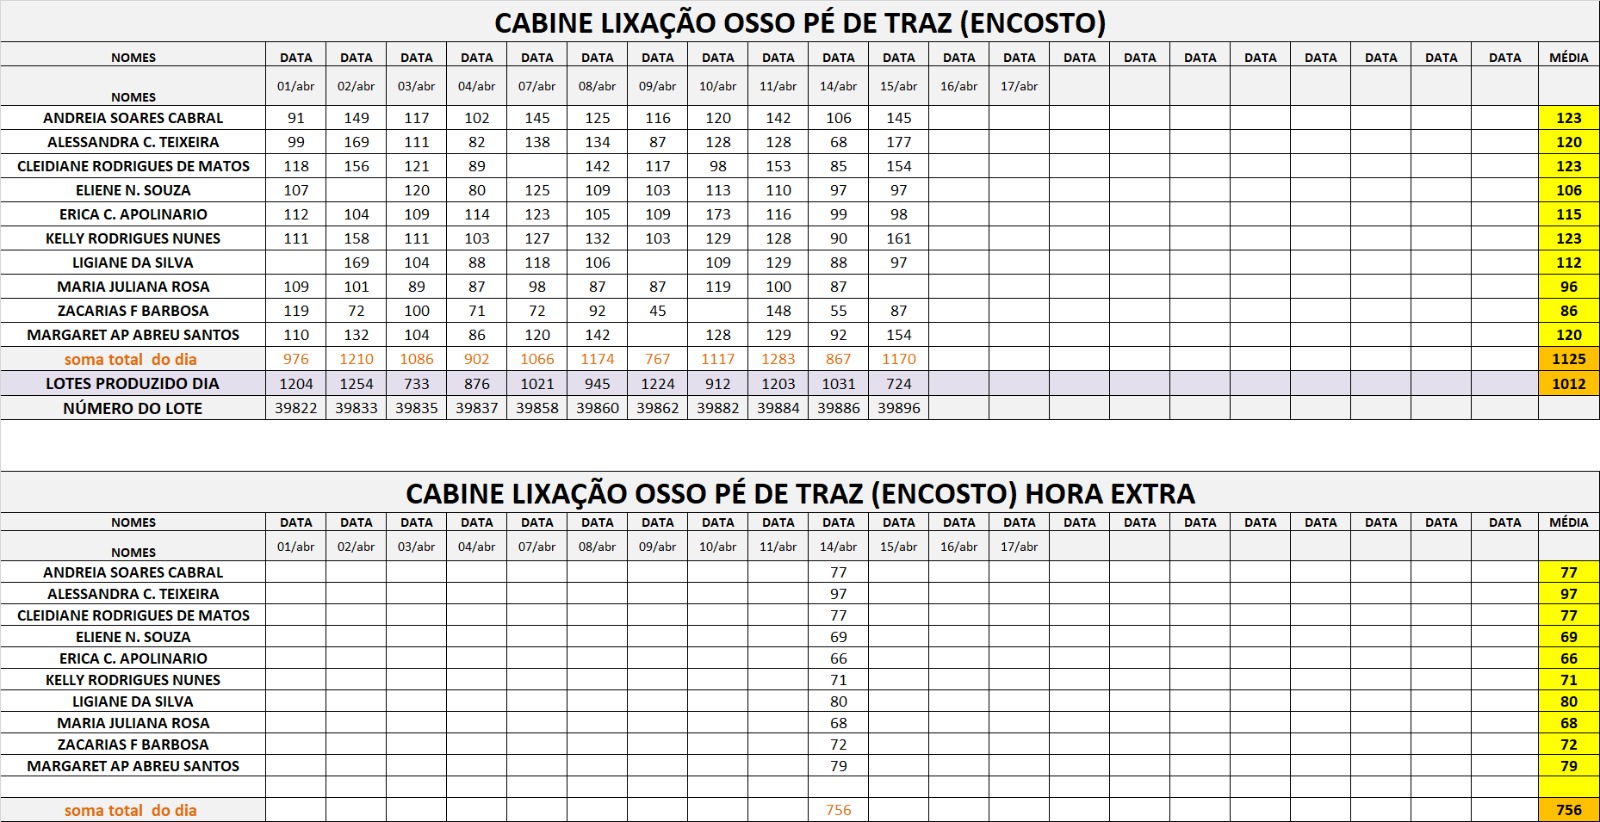 CABINE LIXAÇÃO OSSO PÉ DE TRAZ (ENCOSTO)
NOMES DATA DATA DATA DATA DATA DATA DATA DATA DATA DATA DATA DATA DATA DATA DATA DATA DATA DATA DATA DATA DATA MÉDIA
NOMES 01/abr 02/abr 03/abr 04/abr 07/abr 08/abr 09/abr 10/abr 11/abr 14/abr 15/abr 16/abr 17/abr
ANDREIA SOARES CABRAL 91 149 117 102 145 125 116 120 142 106 145 123
ALESSANDRA C. TEIXEIRA 99 169 111 82 138 134 87 128 128 68 177 120
CLEIDIANE RODRIGUES DE MATOS 118 156 121 89 142 117 98 153 85 154 123
ELIENE N. SOUZA 107 120 80 125 109 103 113 110 97 97 106
ERICA C. APOLINARIO 112 104 109 114 123 105 109 173 116 99 98 115
KELLY RODRIGUES NUNES 111 158 111 103 127 132 103 129 128 90 161 123
LIGIANE DA SILVA 169 104 88 118 106 109 129 88 97 112
MARIA JULIANA ROSA 109 101 89 87 98 87 87 119 100 87 96
ZACARIAS F BARBOSA 119 72 100 71 72 92 45 148 55 87 86
MARGARET AP ABREU SANTOS 110 132 104 86 120 142 128 129 92 154 120
soma total do dia 976 1210 1086 902 1066 1174 767 1117 1283 867 1170 1125
LOTES PRODUZIDO DIA 1204 1254 733 876 1021 945 1224 912 1203 1031 724 1012
NÚMERO DO LOTE 39822 39833 39835 39837 39858 39860 39862 39882 39884 39886 39896
CABINE LIXAÇÃO OSSO PÉ DE TRAZ (ENCOSTO) HORA EXTRA
NOMES DATA DATA DATA DATA DATA DATA DATA DATA DATA DATA DATA DATA DATA DATA DATA DATA DATA DATA DATA DATA DATA MÉDIA
NOMES 01/abr 02/abr 03/abr 04/abr 07/abr 08/abr 09/abr 10/abr 11/abr 14/abr 15/abr 16/abr 17/abr
ANDREIA SOARES CABRAL 77 77
ALESSANDRA C. TEIXEIRA 97 97
CLEIDIANE RODRIGUES DE MATOS 77 77
ELIENE N. SOUZA 69 69
ERICA C. APOLINARIO 66 66
KELLY RODRIGUES NUNES 71 71
LIGIANE DA SILVA 80 80
MARIA JULIANA ROSA 68 68
ZACARIAS F BARBOSA 72 72
MARGARET AP ABREU SANTOS 79 79
soma total do dia 756 756